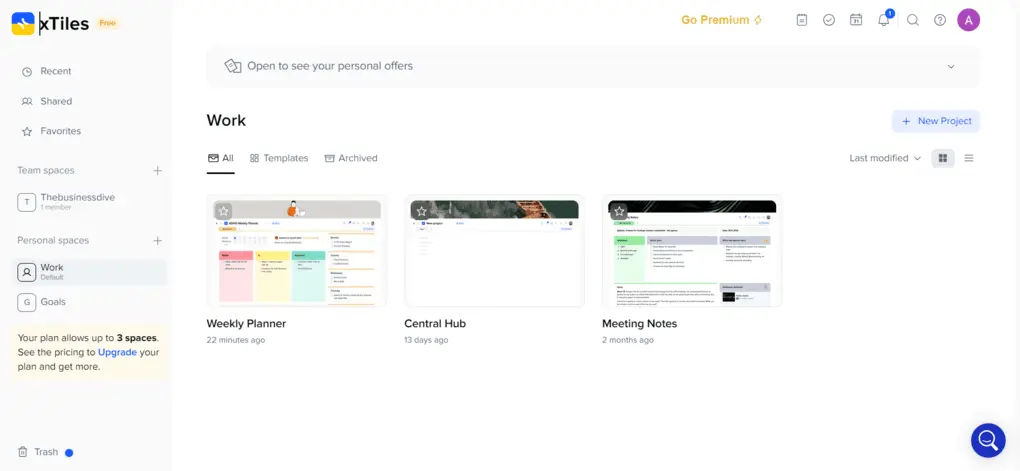 xTiles Free
Go Premium
1
A
Recent
Shared
Favorites
Team spaces
T
Thebusinessdive
1 member
Personal spaces
Work
Default
G
Goals
Your plan allows up to 3 spaces.
See the pricing to Upgrade your
plan and get more.
Trash
Open to see your personal offers
Work
New Project
All
Templates
Archived
Last modified
Weekly Planner
22 minutes ago
Central Hub
13 days ago
Meeting Notes
2 months ago